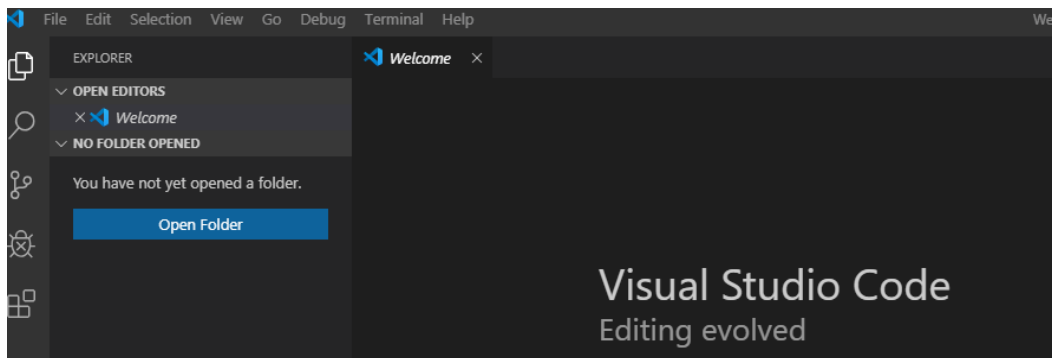 File Edit Selection View Go Debug Terminal Help
EXPLORER
Welcome
OPEN EDITORS
Welcome
NO FOLDER OPENED
You have not yet opened a folder.
Open Folder
Visual Studio Code
Editing evolved